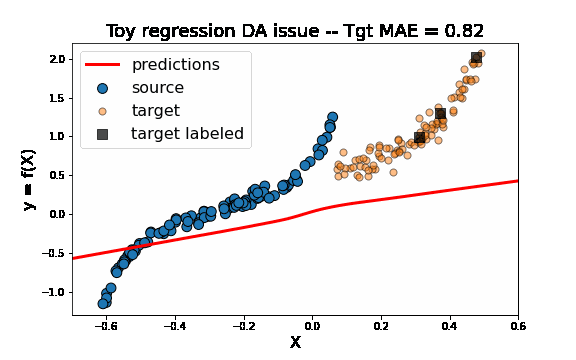 Toy regression DA issue -- Tgt MAE = 0.82
predictions
source
target
target labeled
y = f(X)
2.0
1.5
1.0
0.5
0.0
−0.5
−1.0
−0.6 −0.4 −0.2 0.0 0.2 0.4 0.6
X